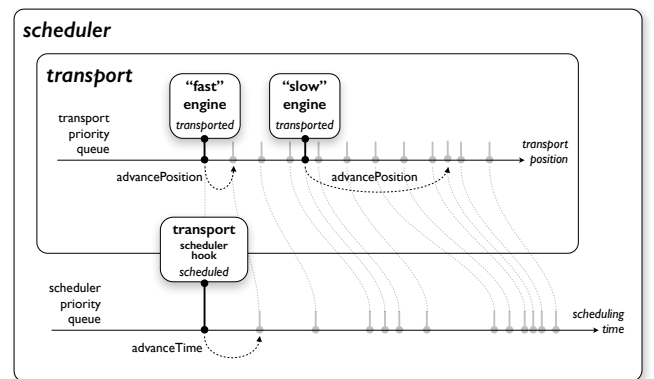 scheduler
transport
“fast”
engine
transported
“slow”
engine
transported
transport
priority
queue
transport
position
advancePosition
advancePosition
transport
scheduler
hook
scheduled
scheduler
priority
queue
scheduling
time
advanceTime